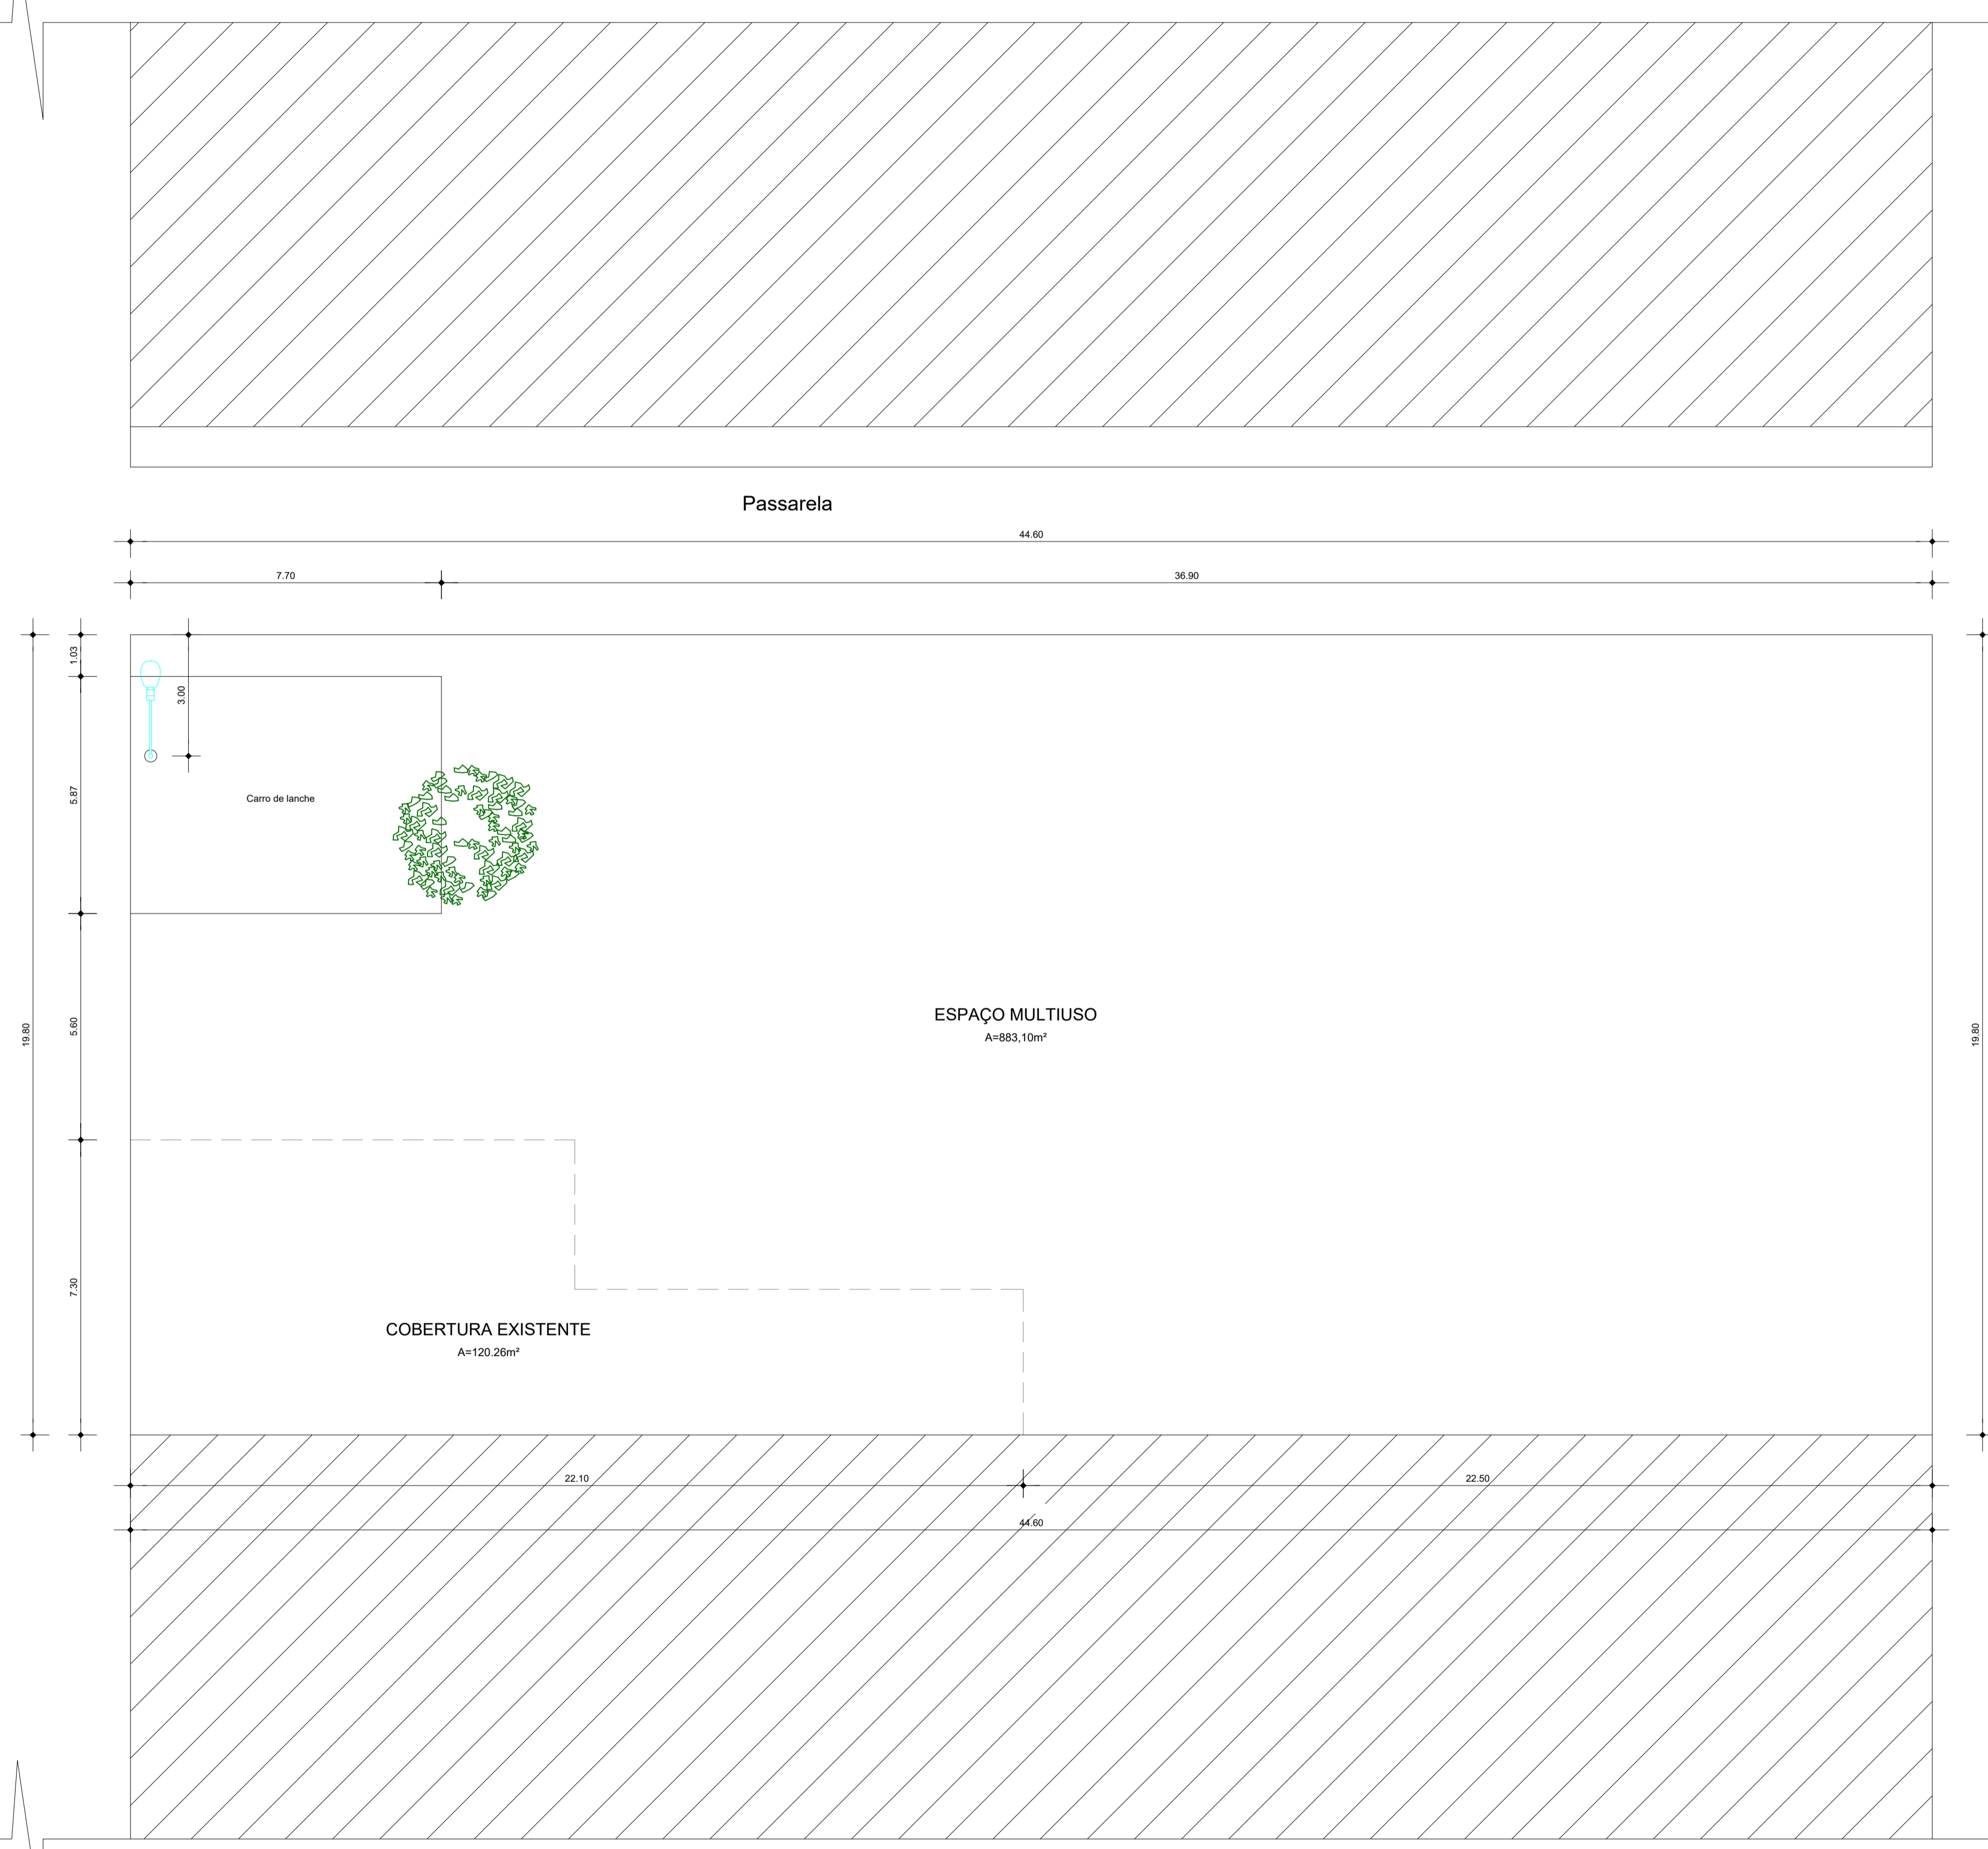 Passarela
44.60
7.70
36.90
1.03
3.00
5.87
Carro de lanche
5.60
19.80
19.80
ESPAÇO MULTIUSO
A=883,10m²
7.30
COBERTURA EXISTENTE
A=120.26m²
22.10
22.50
44.60